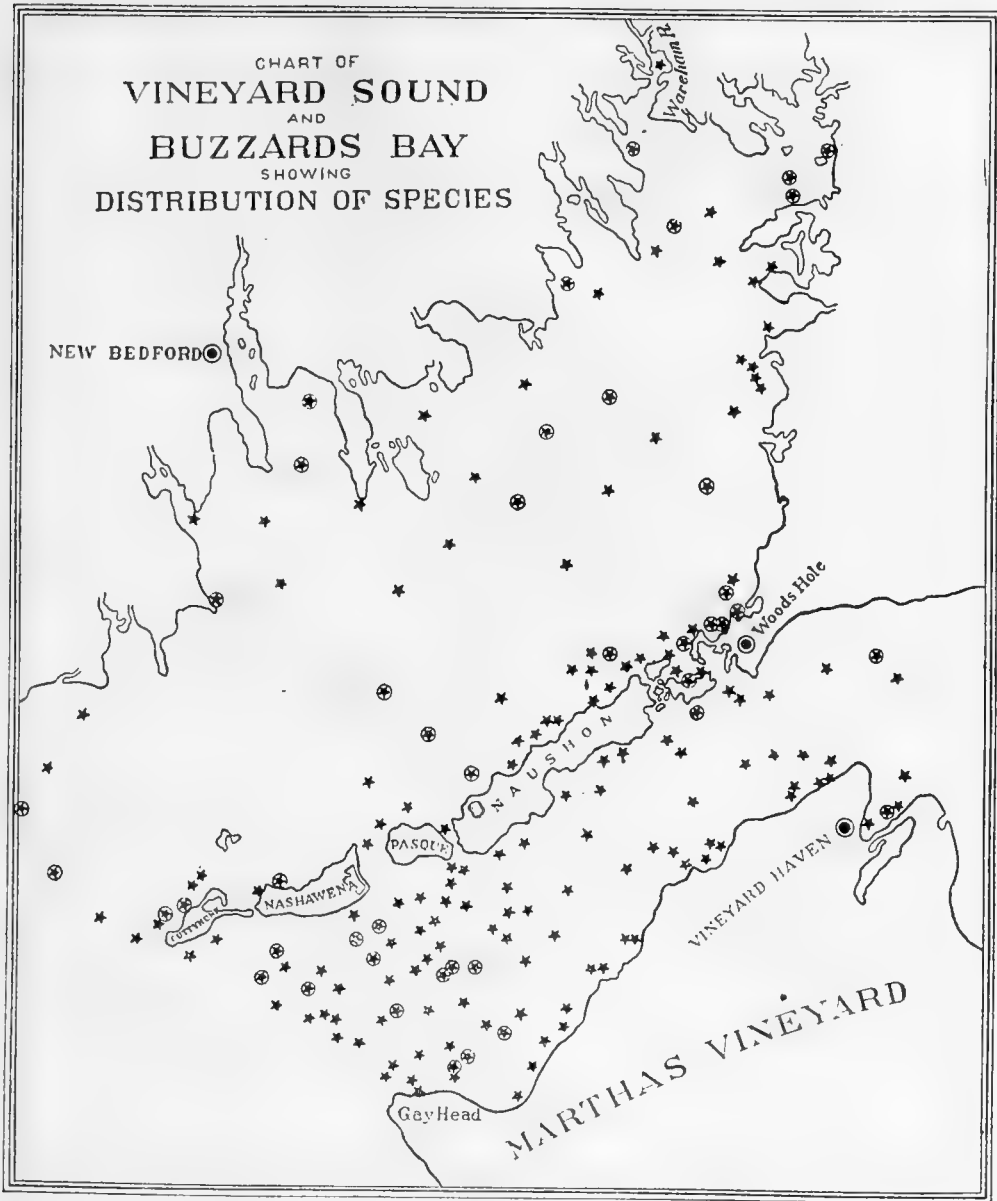 CHART OF
VINEYARD SOUND
AND
BUZZARDS BAY
SHOWING
DISTRIBUTION OF SPECIES
Wareham R.
NEW BEDFORD
Woods Hole
NAUSHON
PASQUE
NASHAWENA
CUTTYHUNK
VINEYARD HAVEN
MARTHAS VINEYARD
Gay Head